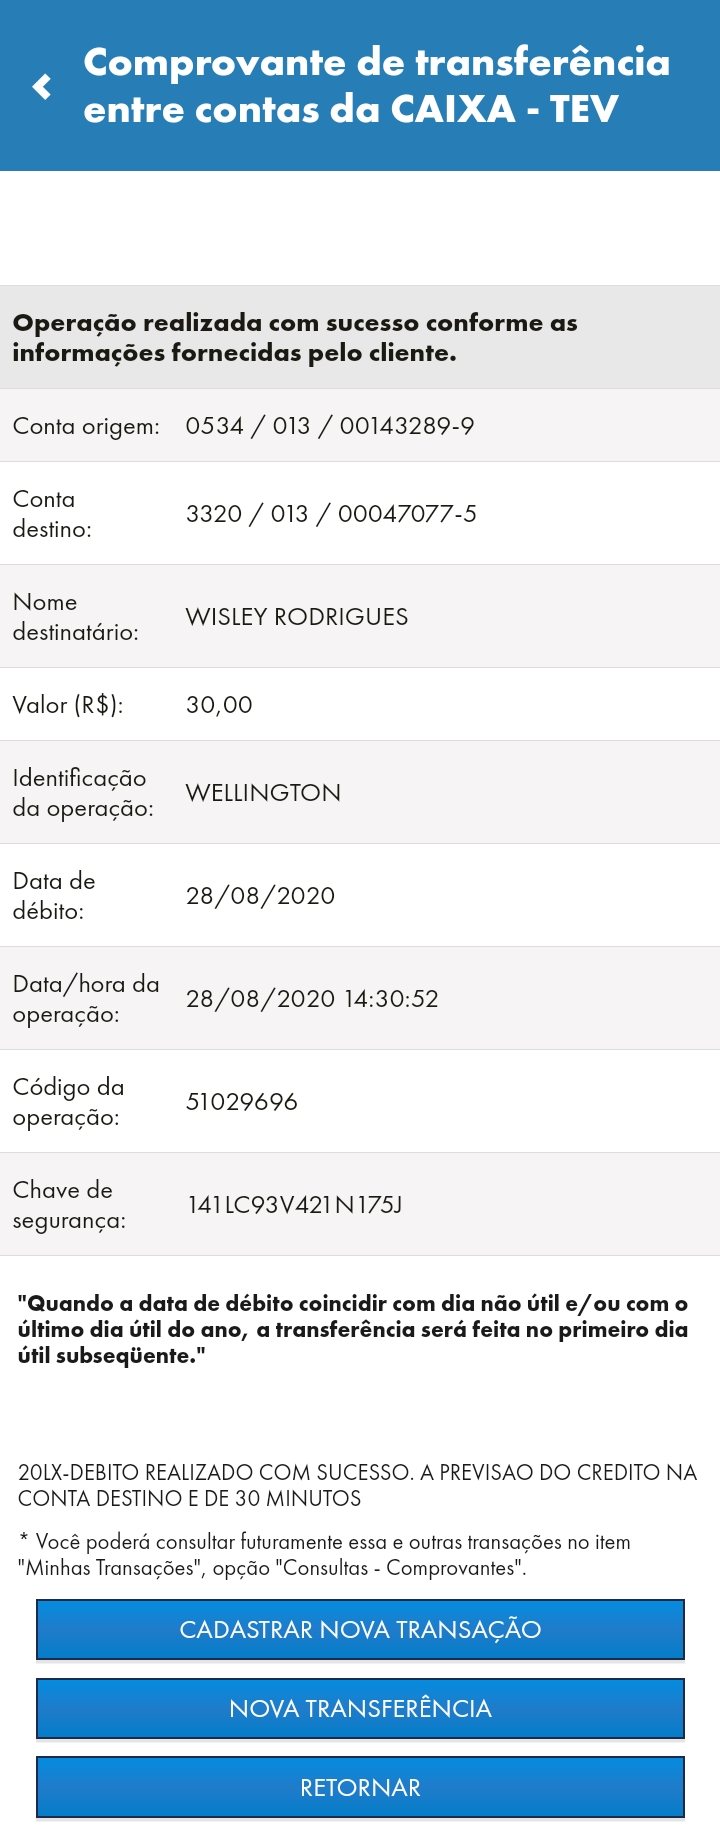 Comprovante de transferência
entre contas da CAIXA - TEV
Operação realizada com sucesso conforme as
informações fornecidas pelo cliente.
Conta origem: 0534 / 013 / 00143289-9
Conta
destino: 3320 / 013 / 00047077-5
Nome
destinatário: WISLEY RODRIGUES
Valor (R$): 30,00
Identificação
da operação: WELLINGTON
Data de
débito: 28/08/2020
Data/hora da
operação: 28/08/2020 14:30:52
Código da
operação: 51029696
Chave de
segurança: 141LC93V421N175J
"Quando a data de débito coincidir com dia não útil e/ou com o
último dia útil do ano, a transferência será feita no primeiro dia
útil subseqüente."
20LX-DEBITO REALIZADO COM SUCESSO. A PREVISAO DO CREDITO NA
CONTA DESTINO E DE 30 MINUTOS
* Você poderá consultar futuramente essa e outras transações no item
"Minhas Transações", opção "Consultas - Comprovantes".
CADASTRAR NOVA TRANSAÇÃO
NOVA TRANSFERÊNCIA
RETORNAR